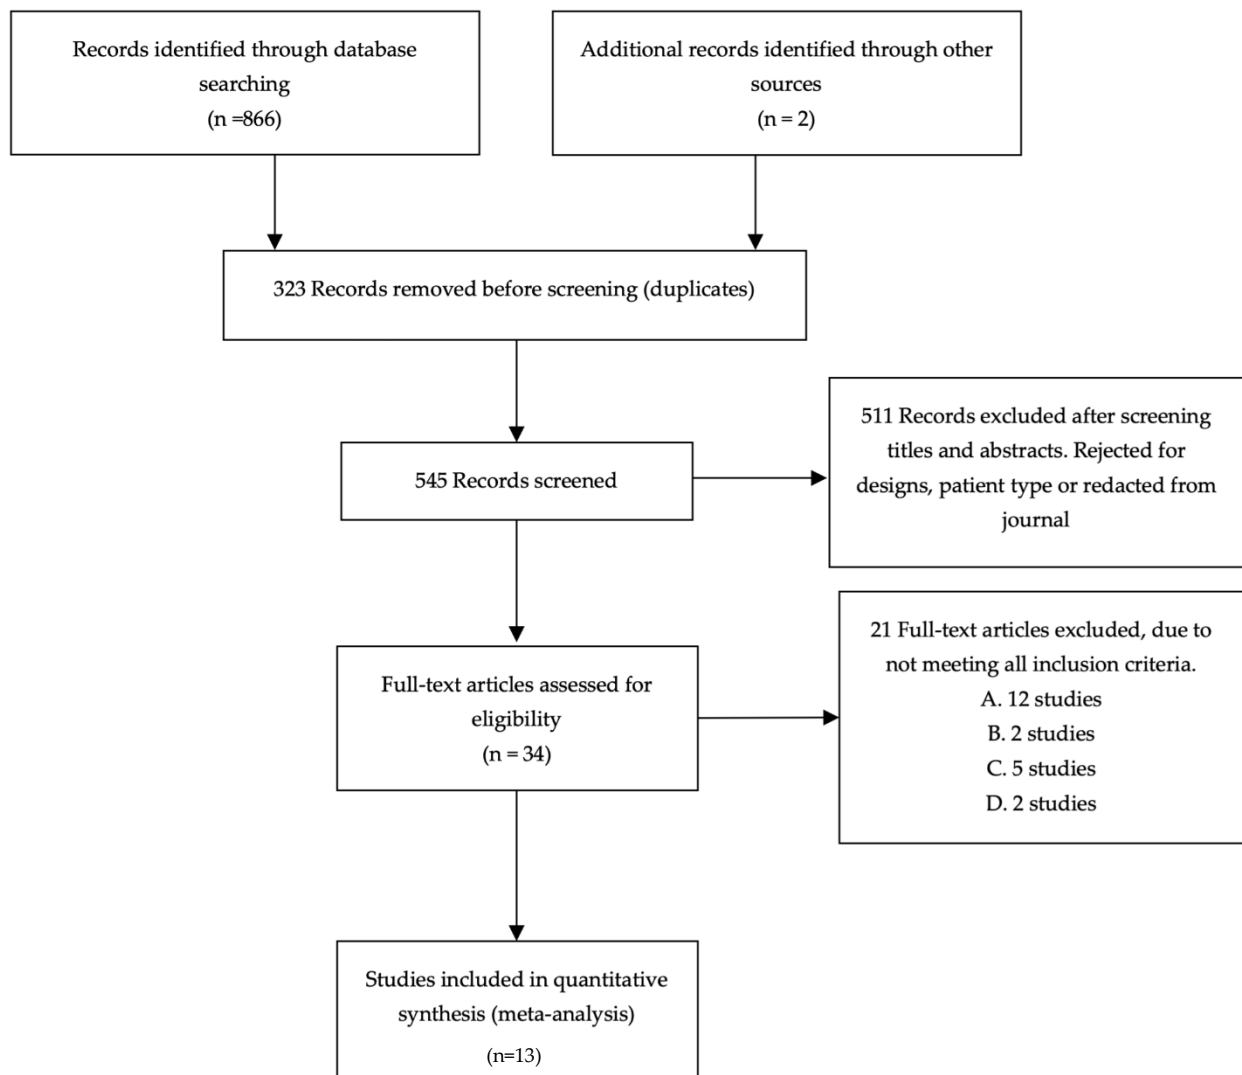 Records identified through database
searching
(n =866)
Additional records identified through other
sources
(n = 2)
323 Records removed before screening (duplicates)
545 Records screened
511 Records excluded after screening
titles and abstracts. Rejected for
designs, patient type or redacted from
journal
Full-text articles assessed for
eligibility
(n = 34)
21 Full-text articles excluded, due to
not meeting all inclusion criteria.
A. 12 studies
B. 2 studies
C. 5 studies
D. 2 studies
Studies included in quantitative
synthesis (meta-analysis)
(n=13)